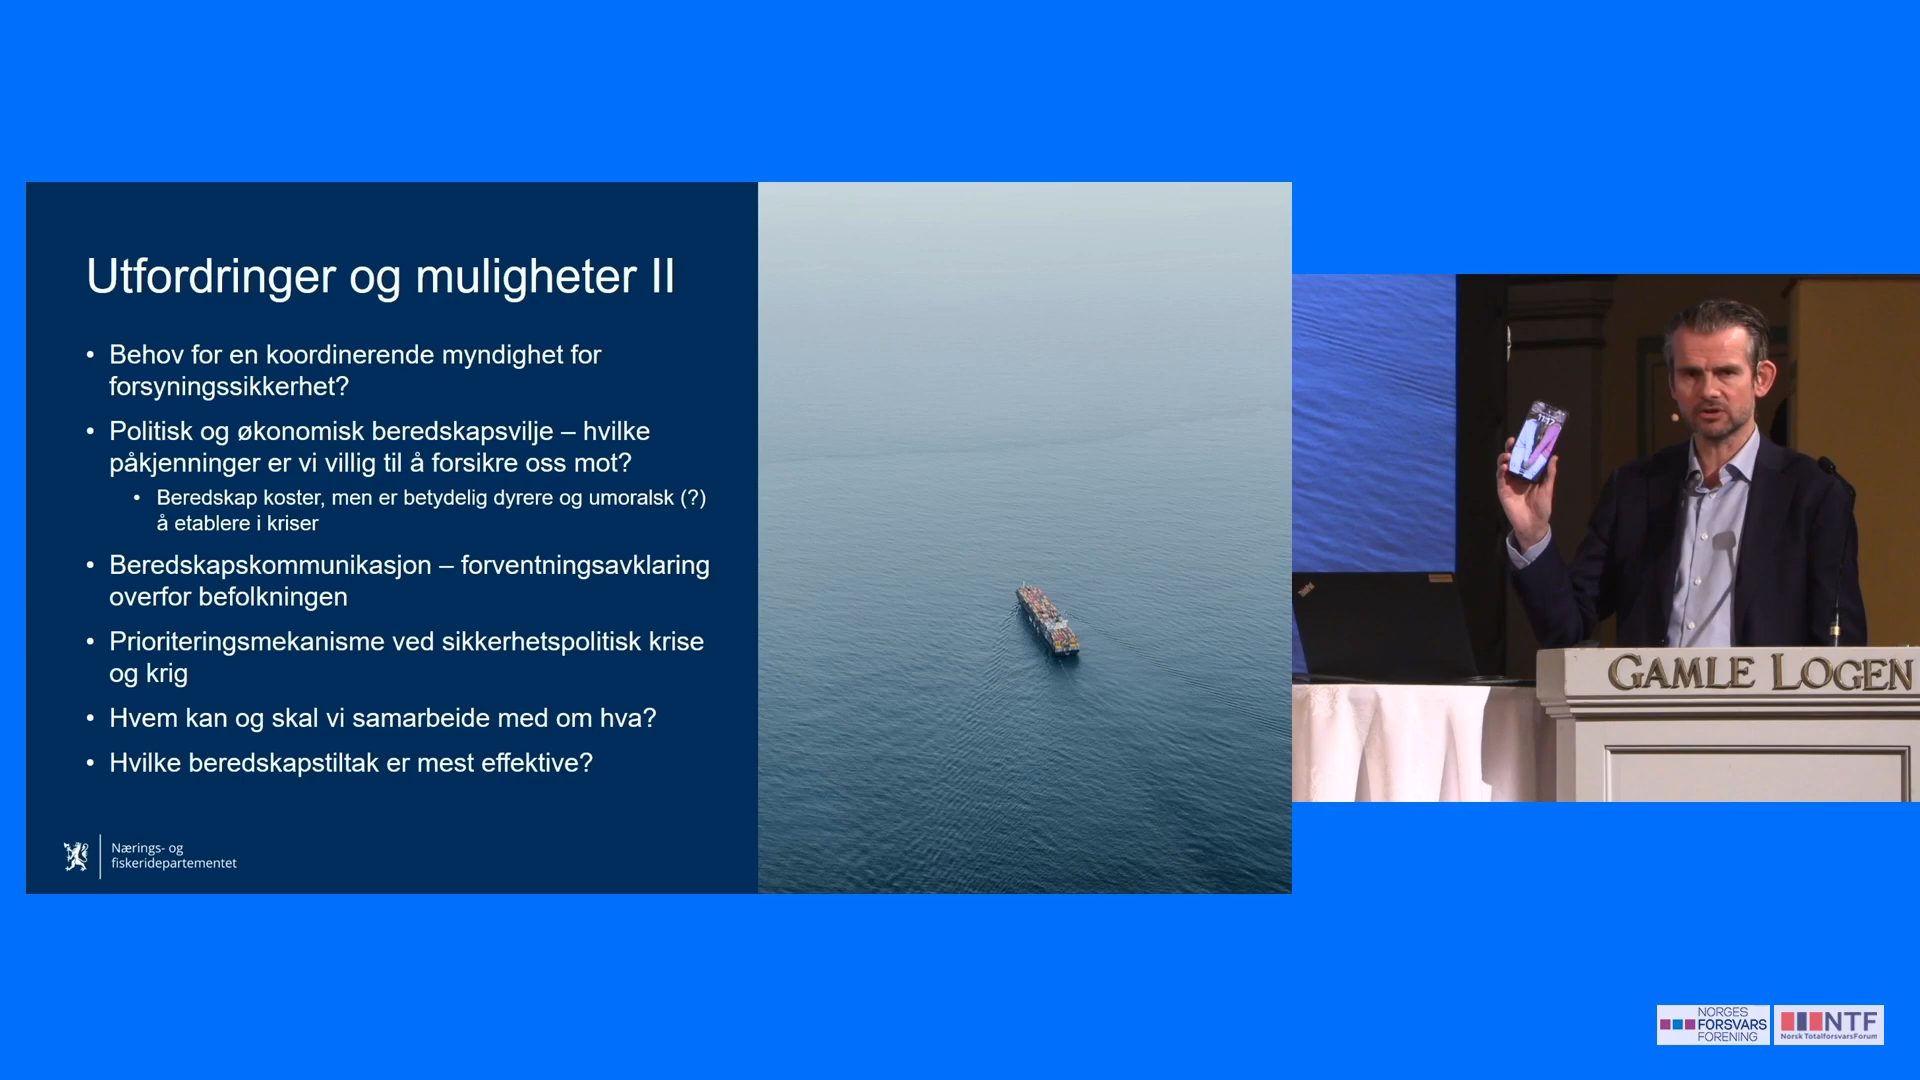 Utfordringer og muligheter II
• Behov for en koordinerende myndighet for
forsyningssikkerhet?
• Politisk og økonomisk beredskapsvilje – hvilke
påkjenninger er vi villig til å forsikre oss mot?
• Beredskap koster, men er betydelig dyrere og umoralsk (?)
å etablere i kriser
• Beredskapskommunikasjon – forventningsavklaring
overfor befolkningen
• Prioriteringsmekanisme ved sikkerhetspolitisk krise
og krig
• Hvem kan og skal vi samarbeide med om hva?
• Hvilke beredskapstiltak er mest effektive?
Nærings- og
fiskeridepartementet
GAMLE LOGEN
NORGES
FORSVARS
FORENING
NTF
Norsk TotalforsvarsForum